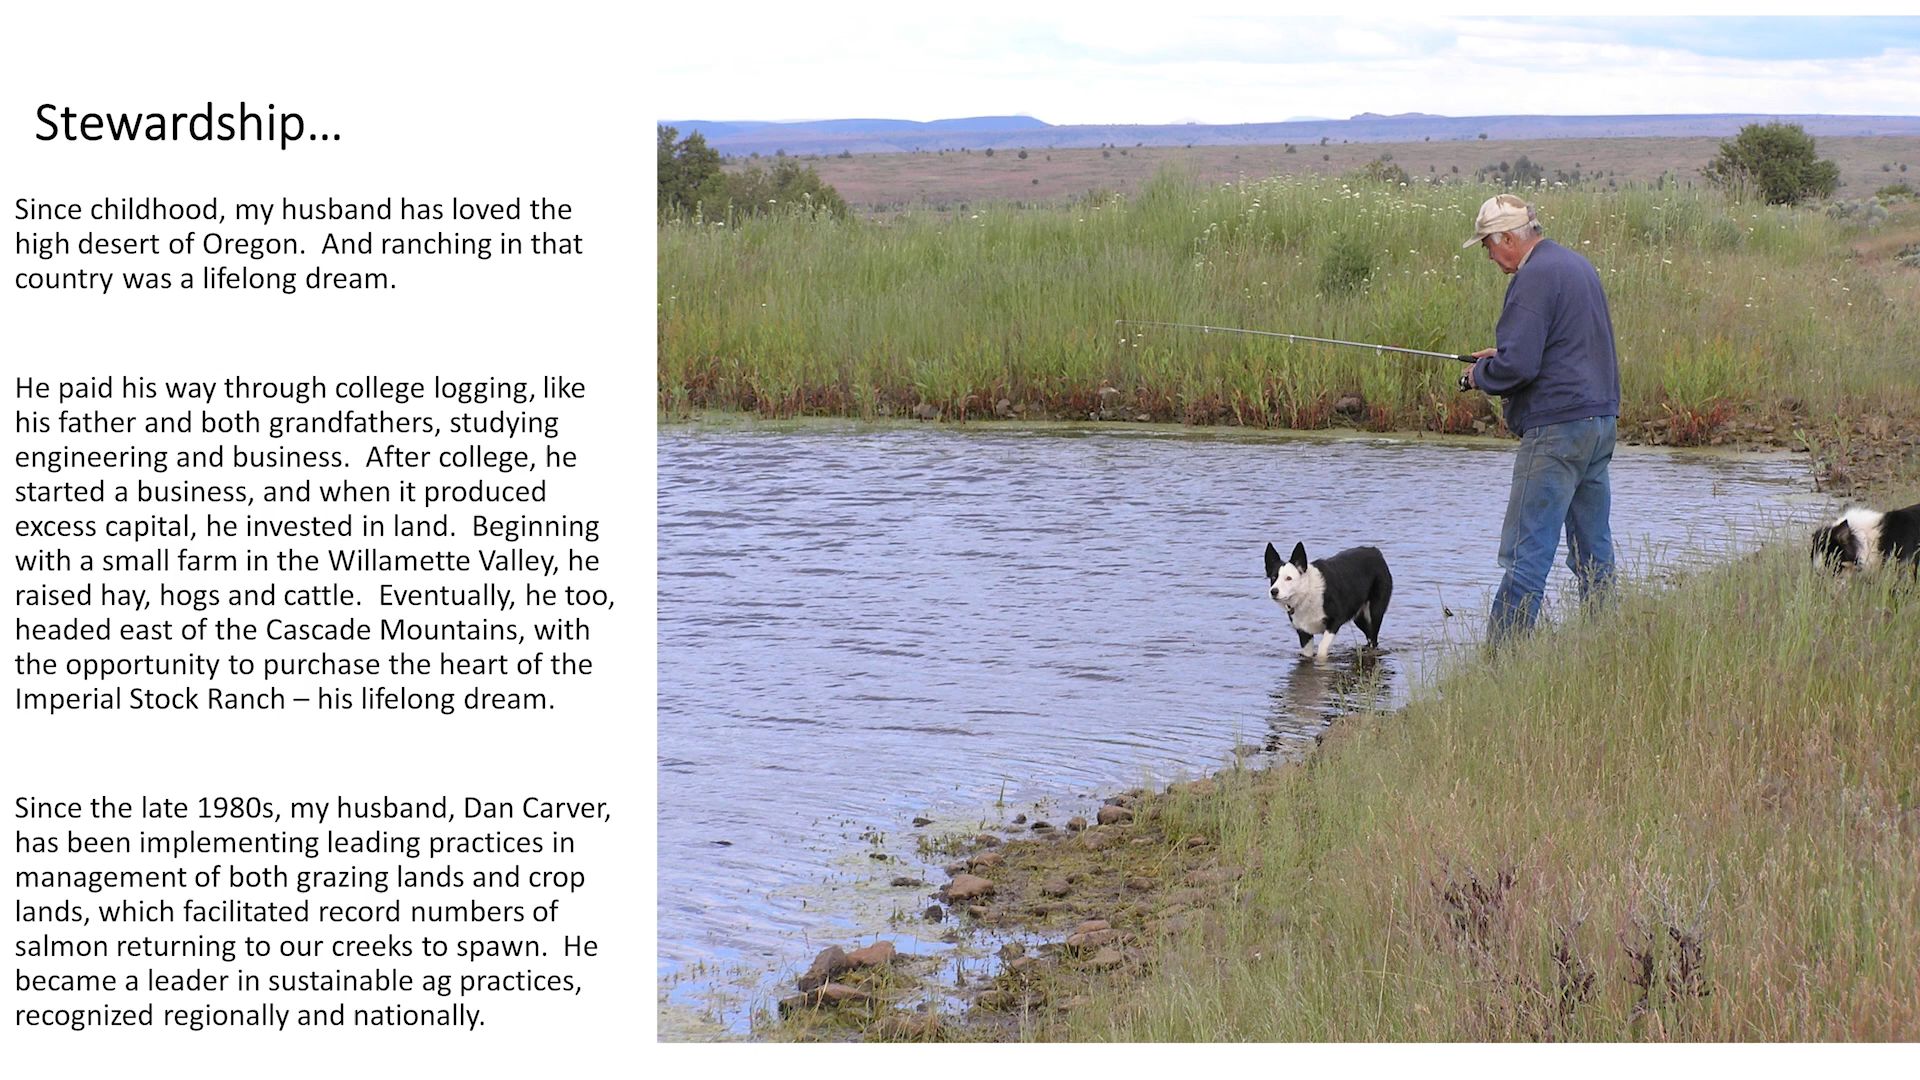 Stewardship...
Since childhood, my husband has loved the
high desert of Oregon.  And ranching in that
country was a lifelong dream.
He paid his way through college logging, like
his father and both grandfathers, studying
engineering and business.  After college, he
started a business, and when it produced
excess capital, he invested in land.  Beginning
with a small farm in the Willamette Valley, he
raised hay, hogs and cattle.  Eventually, he too,
headed east of the Cascade Mountains, with
the opportunity to purchase the heart of the
Imperial Stock Ranch – his lifelong dream.
Since the late 1980s, my husband, Dan Carver,
has been implementing leading practices in
management of both grazing lands and crop
lands, which facilitated record numbers of
salmon returning to our creeks to spawn.  He
became a leader in sustainable ag practices,
recognized regionally and nationally.